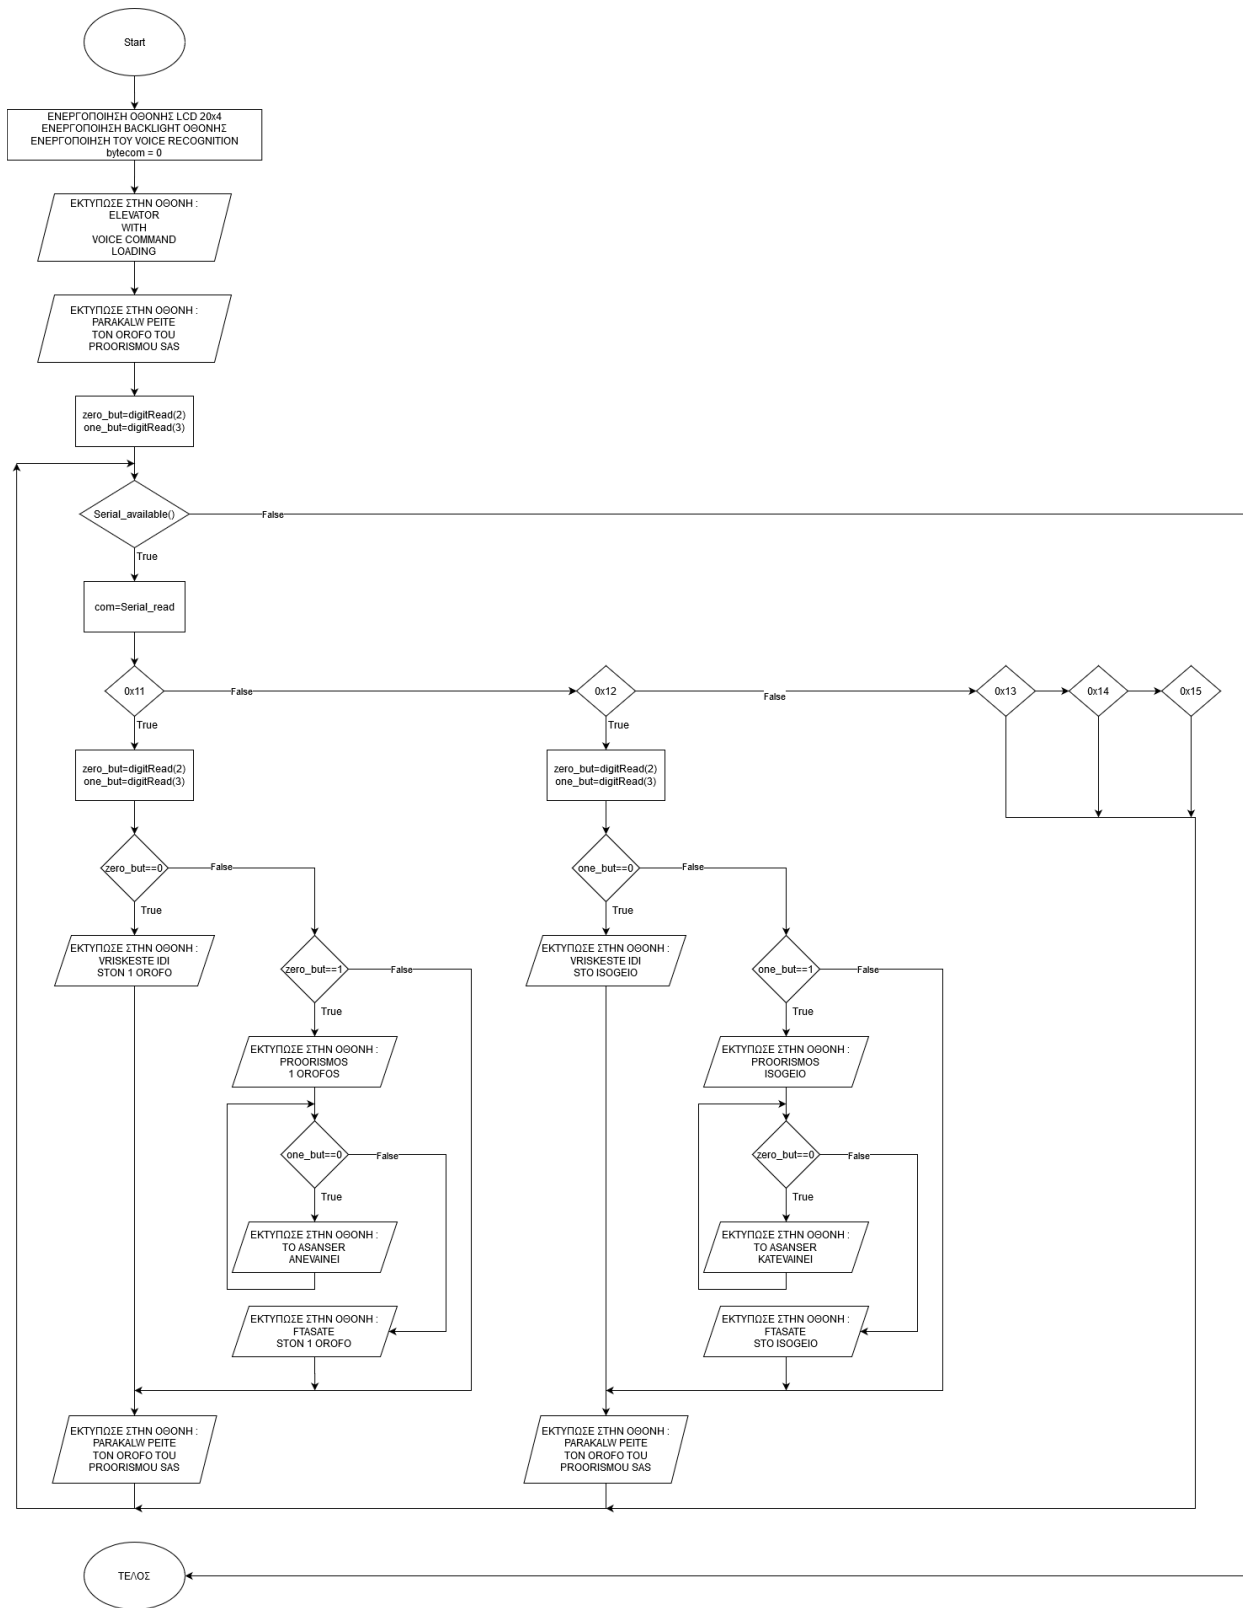 Start
ΕΝΕΡΓΟΠΟΙΗΣΗ ΟΘΟΝΗΣ LCD 20x4
ΕΝΕΡΓΟΠΟΙΗΣΗ BACKLIGHT ΟΘΟΝΗΣ
ΕΝΕΡΓΟΠΟΙΗΣΗ ΤΟΥ VOICE RECOGNITION
bytecom = 0
ΕΚΤΥΠΩΣΕ ΣΤΗΝ ΟΘΟΝΗ :
ELEVATOR
WITH
VOICE COMMAND
LOADING
ΕΚΤΥΠΩΣΕ ΣΤΗΝ ΟΘΟΝΗ :
PARAKALW PEITE
TON OROFO TOU
PROORISMOU SAS
zero_but=digitRead(2)
one_but=digitRead(3)
Serial_available()
False
True
com=Serial_read
0x11
False
0x12
False
0x13
0x14
0x15
True
True
zero_but=digitRead(2)
one_but=digitRead(3)
zero_but=digitRead(2)
one_but=digitRead(3)
zero_but==0
False
one_but==0
False
True
True
ΕΚΤΥΠΩΣΕ ΣΤΗΝ ΟΘΟΝΗ :
VRISKESTE IDI
STON 1 OROFO
zero_but==1
False
ΕΚΤΥΠΩΣΕ ΣΤΗΝ ΟΘΟΝΗ :
VRISKESTE IDI
STO ISOGEIO
one_but==1
False
True
True
ΕΚΤΥΠΩΣΕ ΣΤΗΝ ΟΘΟΝΗ :
PROORISMOS
1 OROFOS
ΕΚΤΥΠΩΣΕ ΣΤΗΝ ΟΘΟΝΗ :
PROORISMOS
ISOGEIO
one_but==0
False
zero_but==0
False
True
True
ΕΚΤΥΠΩΣΕ ΣΤΗΝ ΟΘΟΝΗ :
TO ASANSER
ANEVAINEI
ΕΚΤΥΠΩΣΕ ΣΤΗΝ ΟΘΟΝΗ :
TO ASANSER
KATEVAINEI
ΕΚΤΥΠΩΣΕ ΣΤΗΝ ΟΘΟΝΗ :
FTASATE
STON 1 OROFO
ΕΚΤΥΠΩΣΕ ΣΤΗΝ ΟΘΟΝΗ :
FTASATE
STO ISOGEIO
ΕΚΤΥΠΩΣΕ ΣΤΗΝ ΟΘΟΝΗ :
PARAKALW PEITE
TON OROFO TOU
PROORISMOU SAS
ΕΚΤΥΠΩΣΕ ΣΤΗΝ ΟΘΟΝΗ :
PARAKALW PEITE
TON OROFO TOU
PROORISMOU SAS
ΤΕΛΟΣ